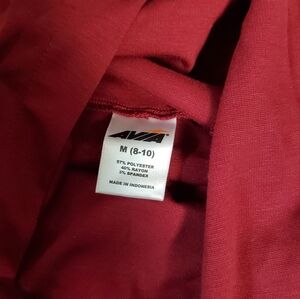 AVIA
M (8-10)
57% POLYESTER
40% RAYON
3% SPANDEX
MADE IN INDONESIA